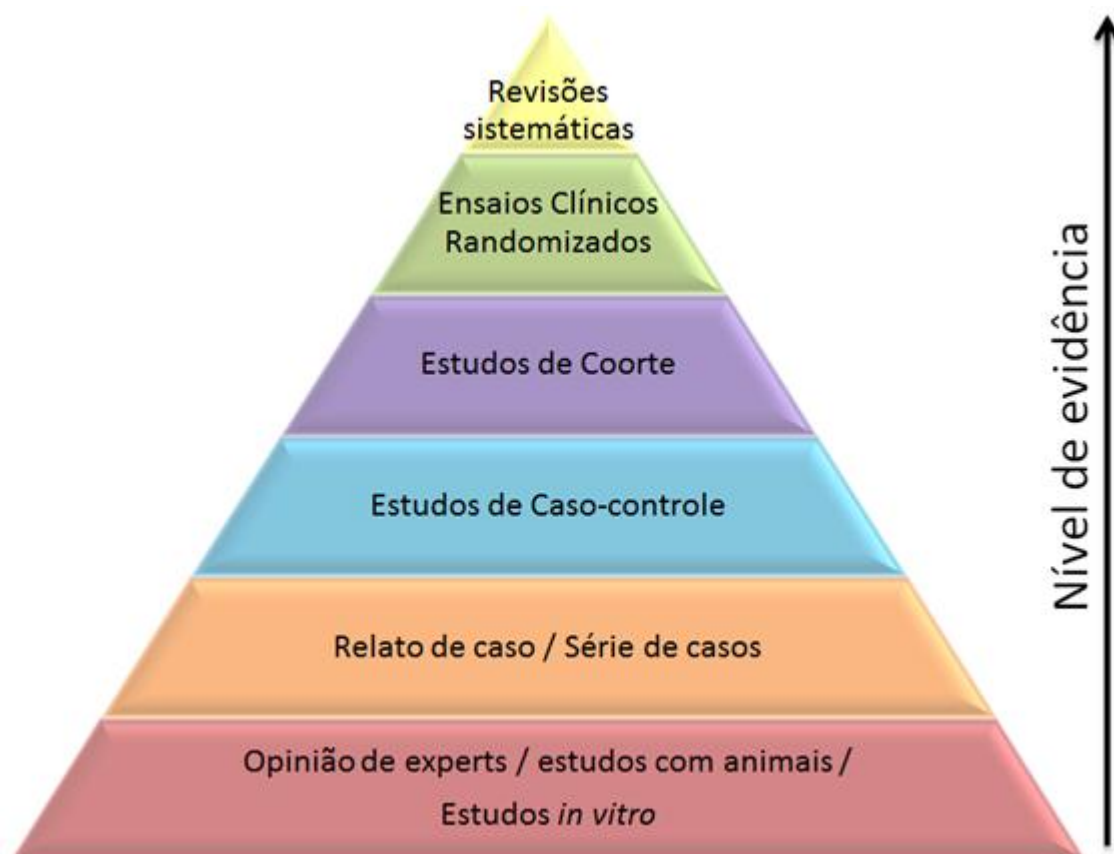 Revisões
sistemáticas
Ensaios Clínicos
Randomizados
Estudos de Coorte
Estudos de Caso-controle
Relato de caso / Série de casos
Opinião de experts / estudos com animais /
Estudos in vitro
Nível de evidência